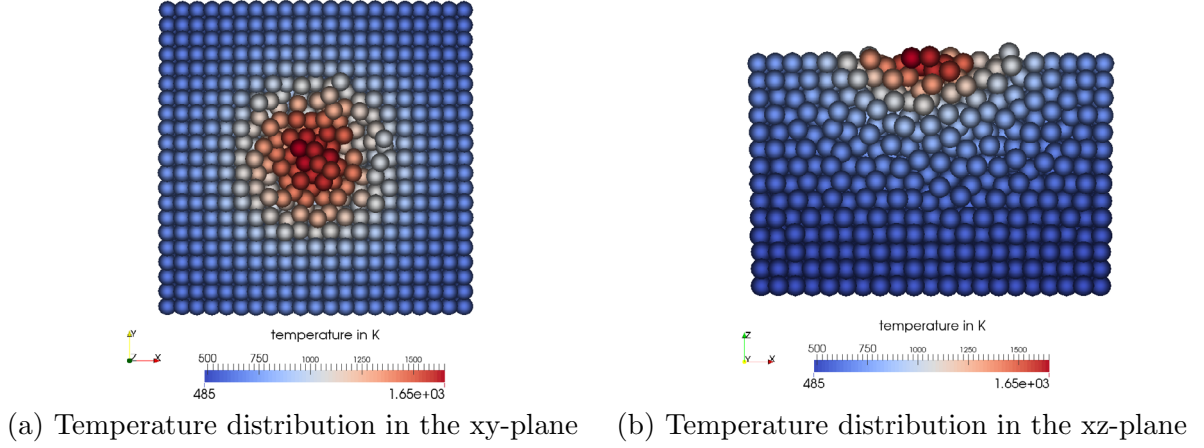 Y
Z X
temperature in K
500 750 1000 1250 1500
485 1.65e+03
(a) Temperature distribution in the xy-plane
Z
Y X
temperature in K
500 750 1000 1250 1500
485 1.65e+03
(b) Temperature distribution in the xz-plane